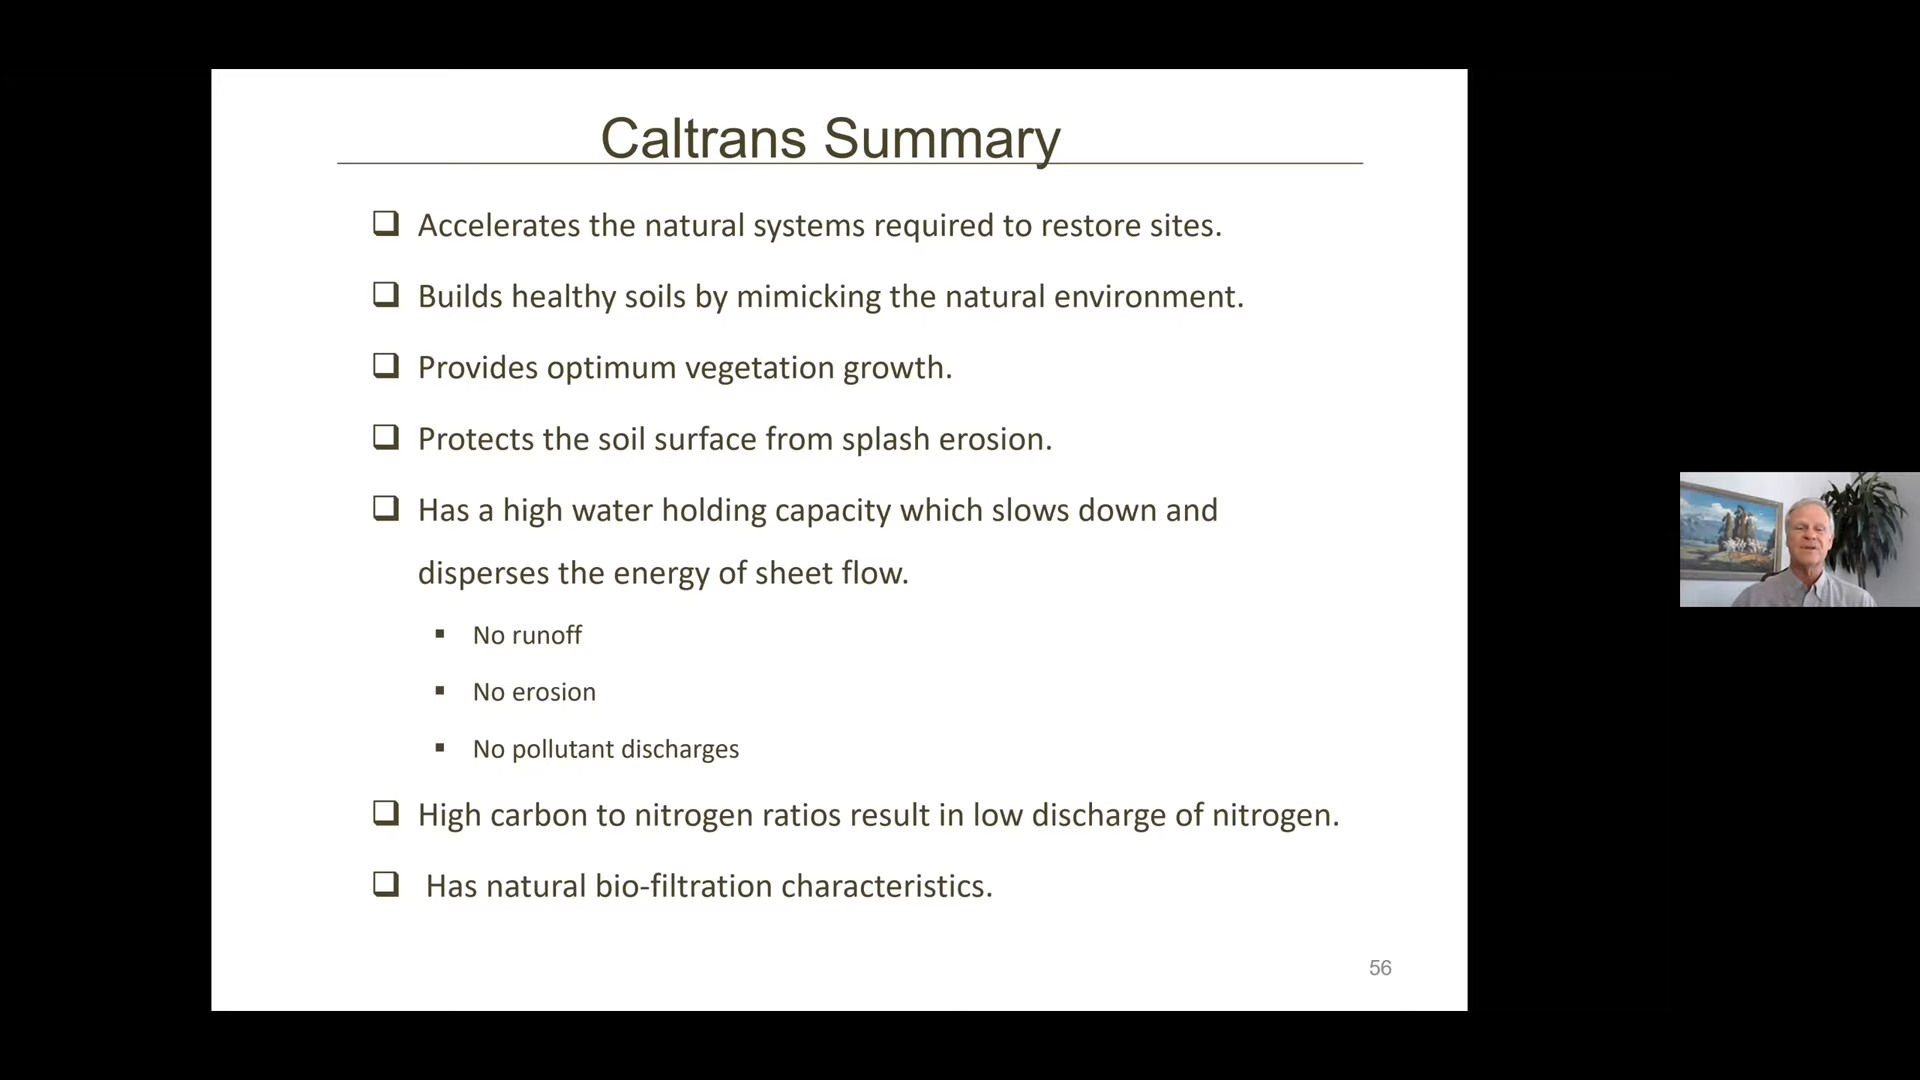 Caltrans Summary
Accelerates the natural systems required to restore sites.
Builds healthy soils by mimicking the natural environment.
Provides optimum vegetation growth.
Protects the soil surface from splash erosion.
Has a high water holding capacity which slows down and
disperses the energy of sheet flow.
No runoff
No erosion
No pollutant discharges
High carbon to nitrogen ratios result in low discharge of nitrogen.
Has natural bio-filtration characteristics.
56